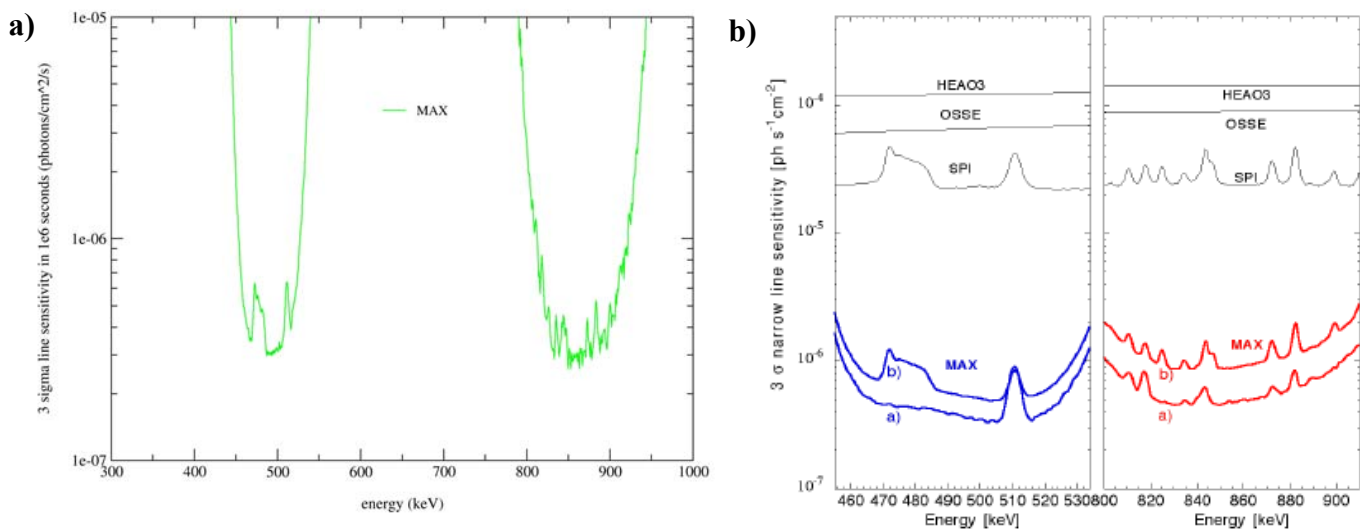 a)
3 sigma line sensitivity in 1e6 seconds (photons/cm^2/s)
1e-05
1e-06
1e-07
MAX
300 400 500 600 700 800 900 1000
energy (keV)
b)
3 σ narrow line sensitivity [ph s⁻¹cm⁻²]
10⁻⁴
10⁻⁵
10⁻⁶
10⁻⁷
HEAO3
OSSE
SPI
MAX
b)
a)
460 470 480 490 500 510 520 530
Energy [keV]
HEAO3
OSSE
SPI
MAX
b)
a)
800 820 840 860 880 900
Energy [keV]